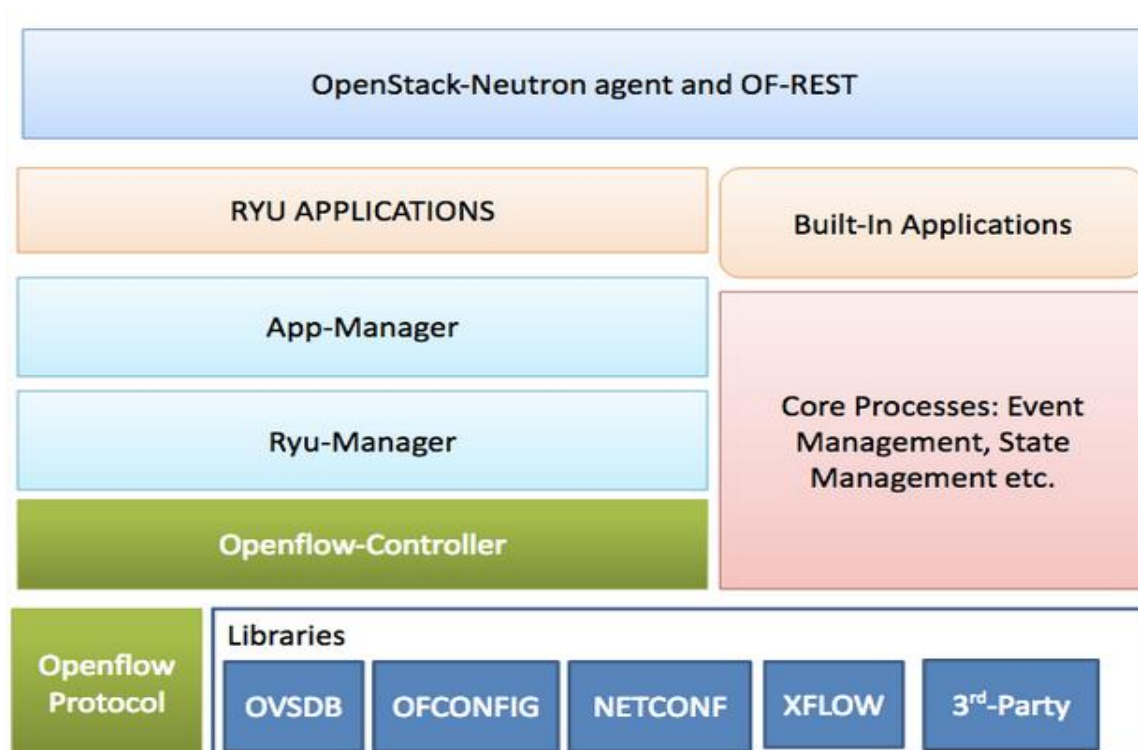 OpenStack-Neutron agent and OF-REST
RYU APPLICATIONS
Built-In Applications
App-Manager
Ryu-Manager
Core Processes: Event
Management, State
Management etc.
Openflow-Controller
Openflow
Protocol
Libraries
OVSDB
OFCONFIG
NETCONF
XFLOW
3rd-Party